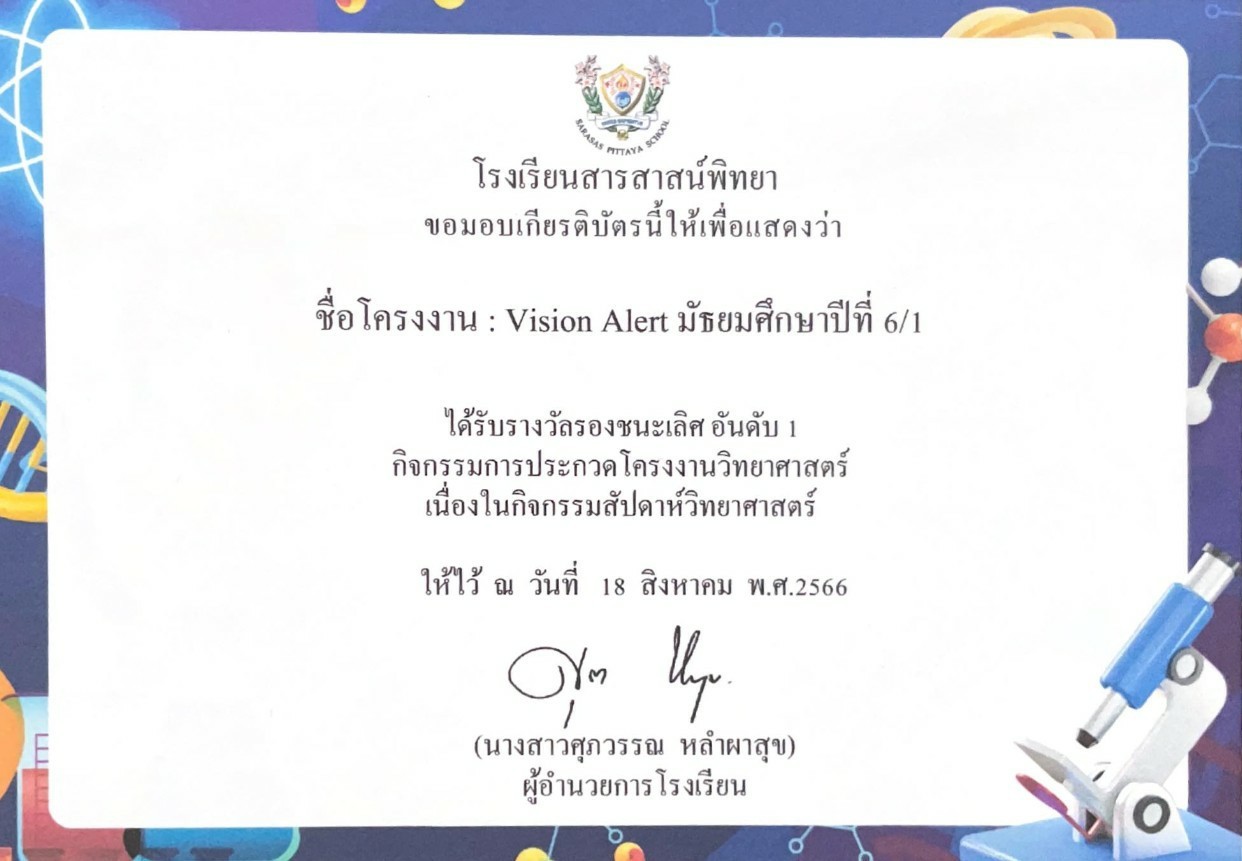 SARASAS PITTAYA SCHOOL
โรงเรียนสารสาสน์พิทยา
ขอมอบเกียรติบัตรนี้ให้เพื่อแสดงว่า
ชื่อโครงงาน : Vision Alert มัธยมศึกษาปีที่ 6/1
ได้รับรางวัลรองชนะเลิศ อันดับ 1
กิจกรรมการประกวดโครงงานวิทยาศาสตร์
เนื่องในกิจกรรมสัปดาห์วิทยาศาสตร์
ให้ไว้ ณ วันที่ 18 สิงหาคม พ.ศ.2566
(นางสาวศุภวรรณ หลำผาสุข)
ผู้อำนวยการโรงเรียน